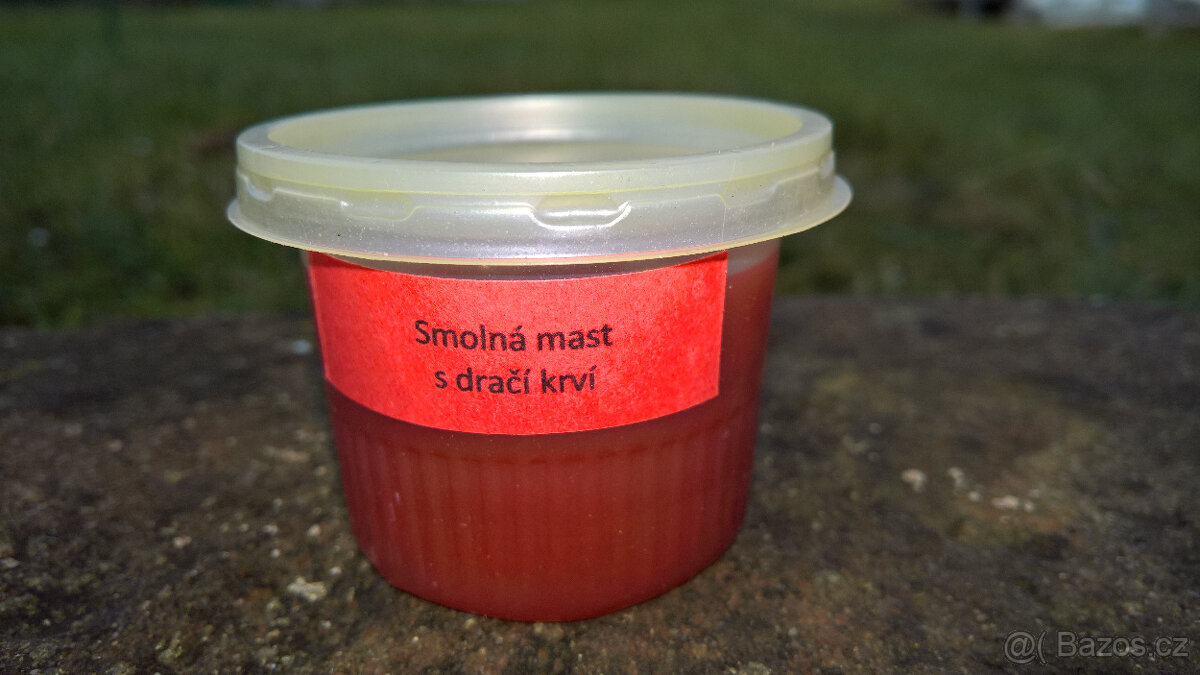 Smolná mast
s dračí krví
@( Bazos.cz